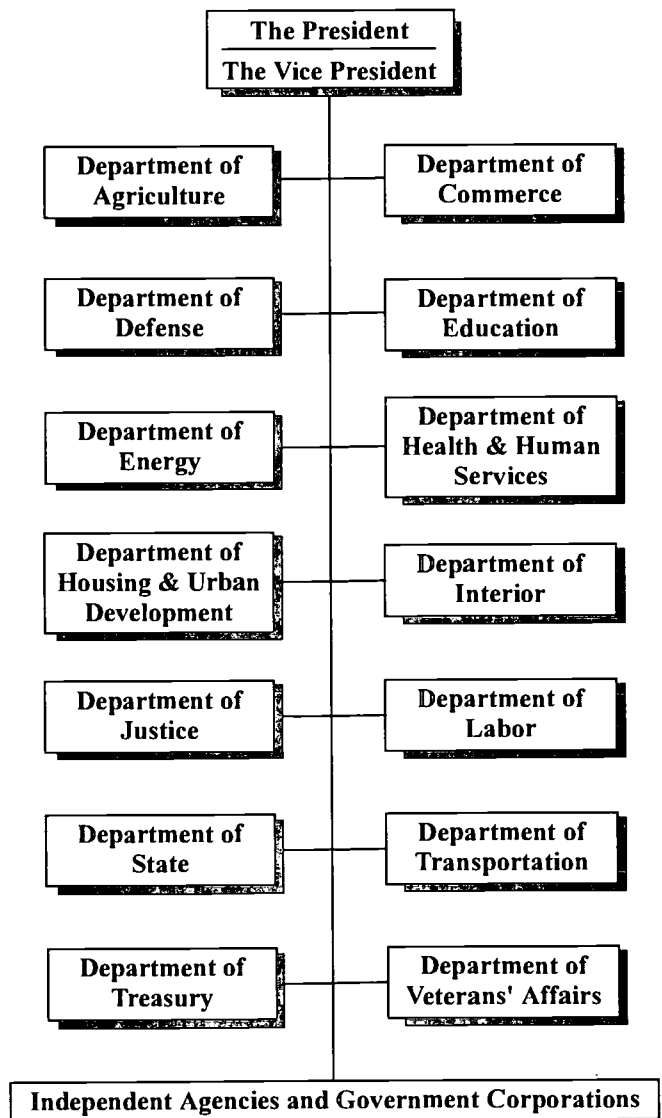 The President
The Vice President
Department of
Agriculture
Department of
Commerce
Department of
Defense
Department of
Education
Department of
Energy
Department of
Health & Human
Services
Department of
Housing & Urban
Development
Department of
Interior
Department of
Justice
Department of
Labor
Department of
State
Department of
Transportation
Department of
Treasury
Department of
Veterans' Affairs
Independent Agencies and Government Corporations